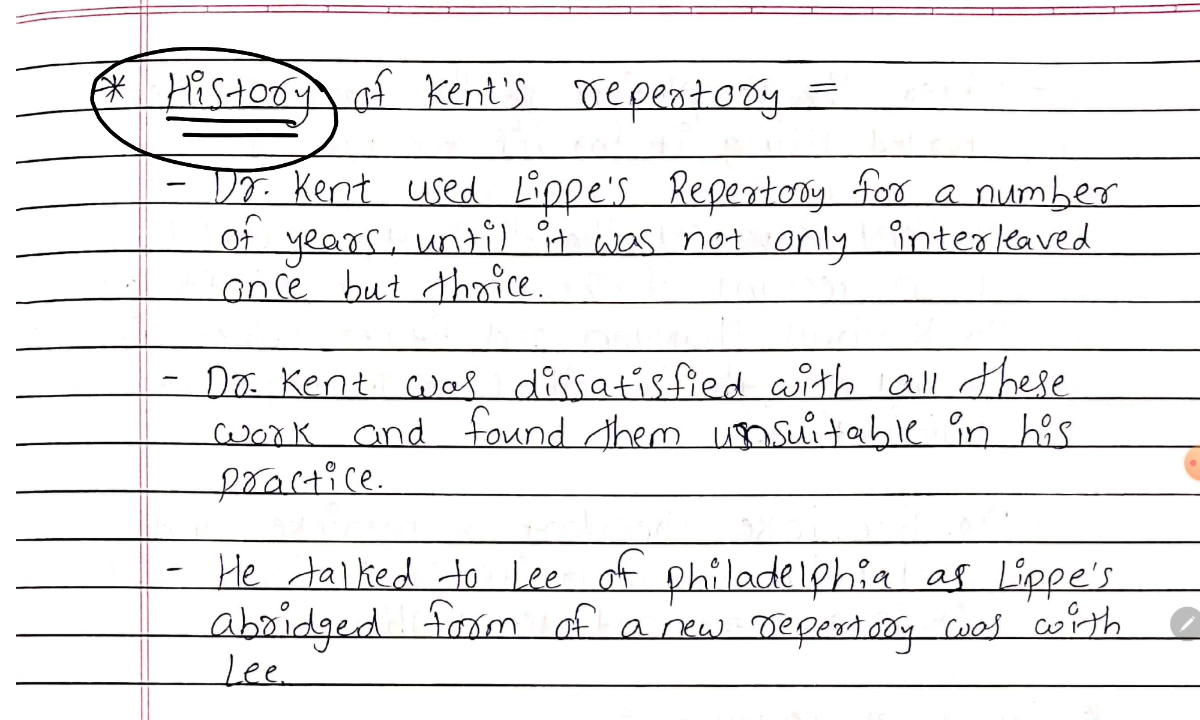 * History of Kent's repertory =
- Dr. Kent used Lippe's Repertory for a number
of years, until it was not only interleaved
once but thrice.
- Dr. Kent was dissatisfied with all these
work and found them unsuitable in his
practice.
- He talked to Lee of philadelphia as Lippe's
abridged form of a new repertory was with
Lee.